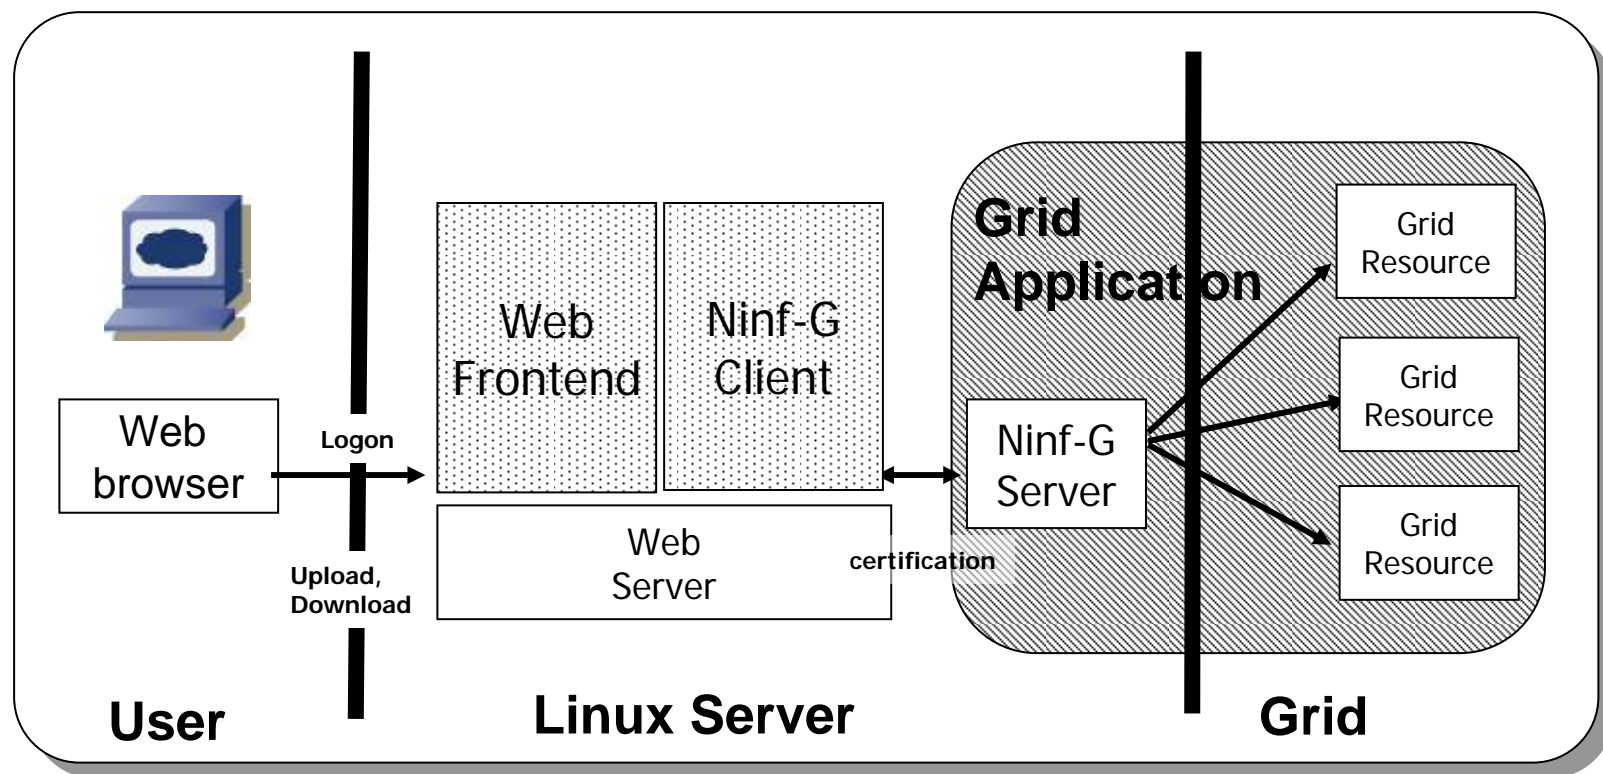 Web
browser
Logon
Upload,
Download
Web
Frontend
Ninf-G
Client
Web
Server
certification
Grid
Application
Ninf-G
Server
Grid
Resource
Grid
Resource
Grid
Resource
User
Linux Server
Grid